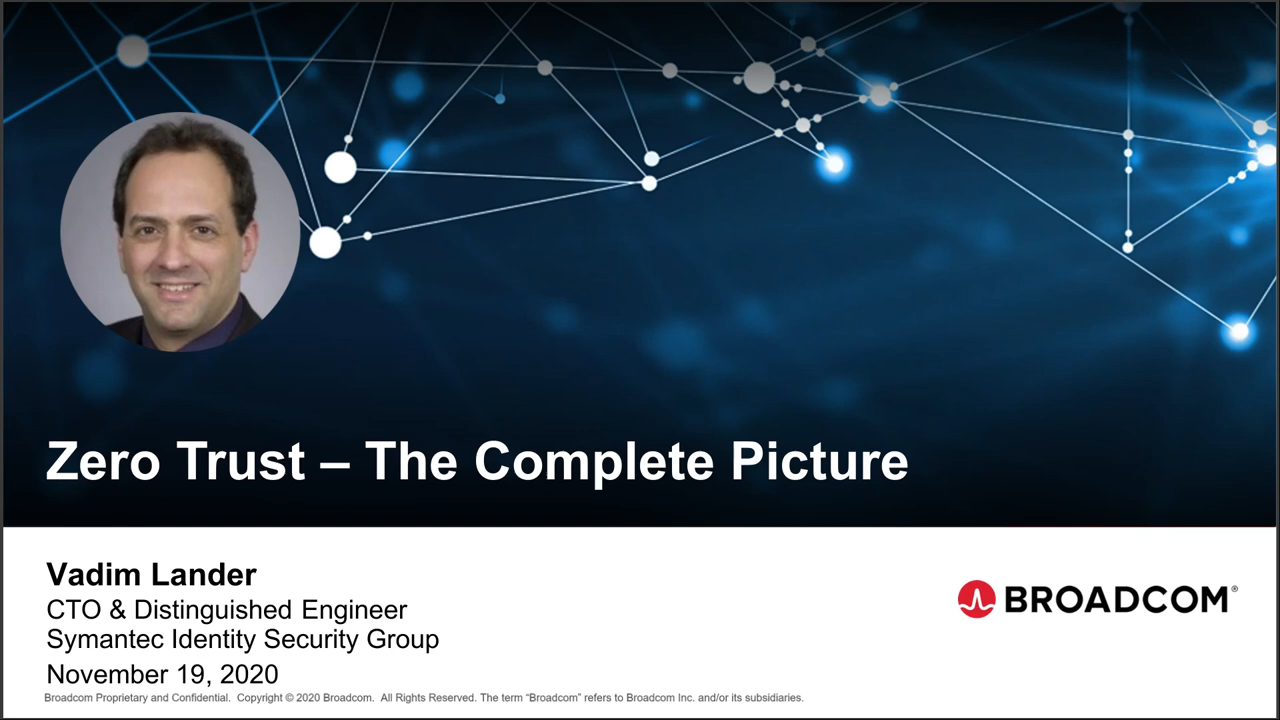 Zero Trust – The Complete Picture
Vadim Lander
CTO & Distinguished Engineer
Symantec Identity Security Group
November 19, 2020
BROADCOM®
Broadcom Proprietary and Confidential. Copyright © 2020 Broadcom. All Rights Reserved. The term “Broadcom” refers to Broadcom Inc. and/or its subsidiaries.